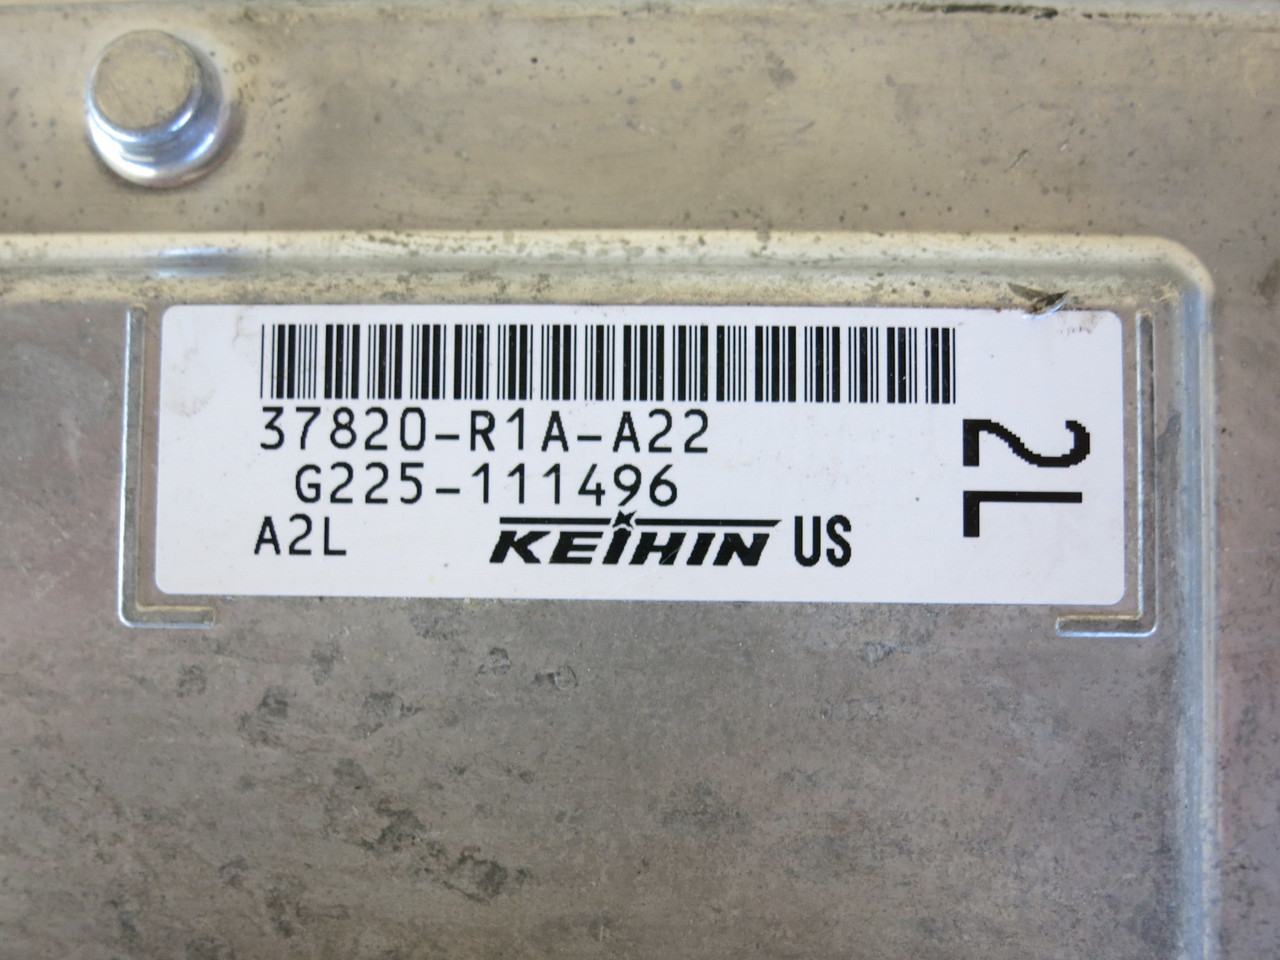 37820-R1A-A22
G225-111496
A2L KEIHIN US
2L